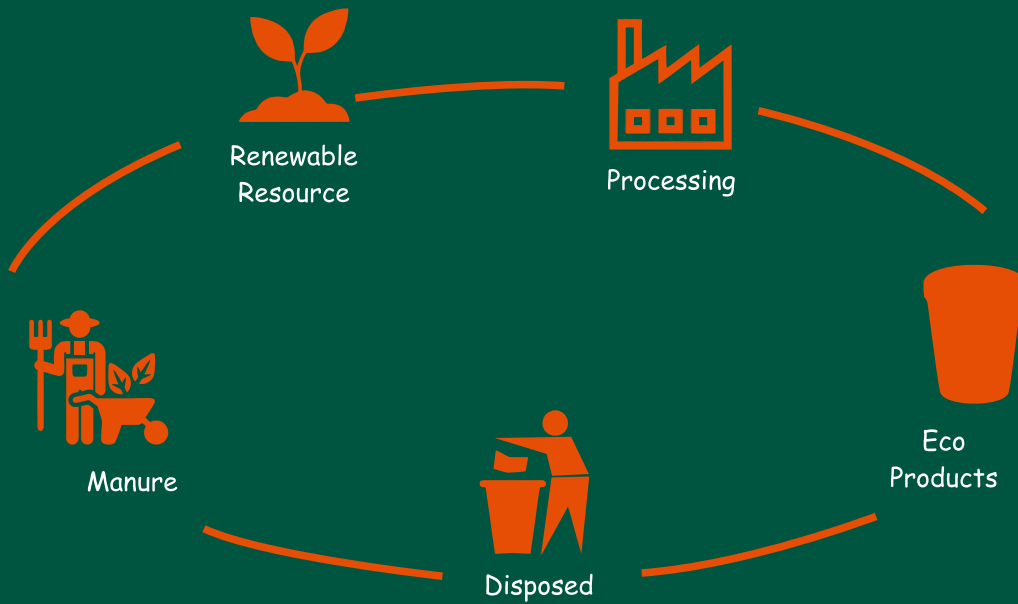 Renewable
Resource
Processing
Eco
Products
Manure
Disposed